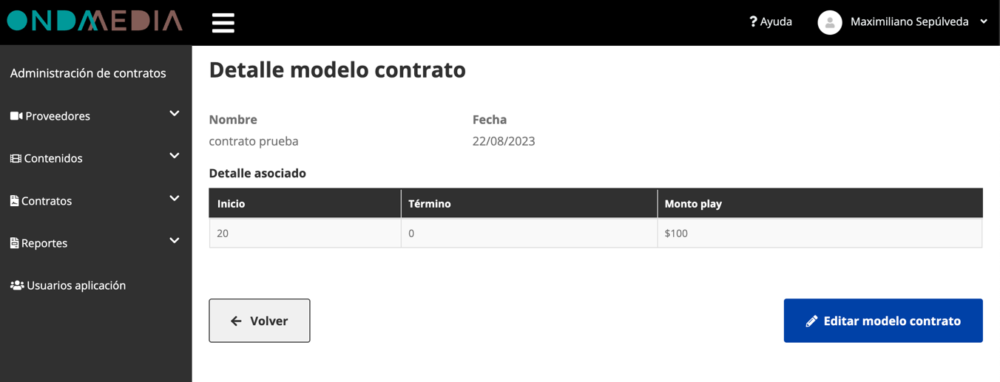 ONDAMEDIA
? Ayuda
Maximiliano Sepúlveda
Administración de contratos
Proveedores
Contenidos
Contratos
Reportes
Usuarios aplicación
Detalle modelo contrato
Nombre
contrato prueba
Fecha
22/08/2023
Detalle asociado
Inicio Término Monto play
20 0 $100
Volver
Editar modelo contrato